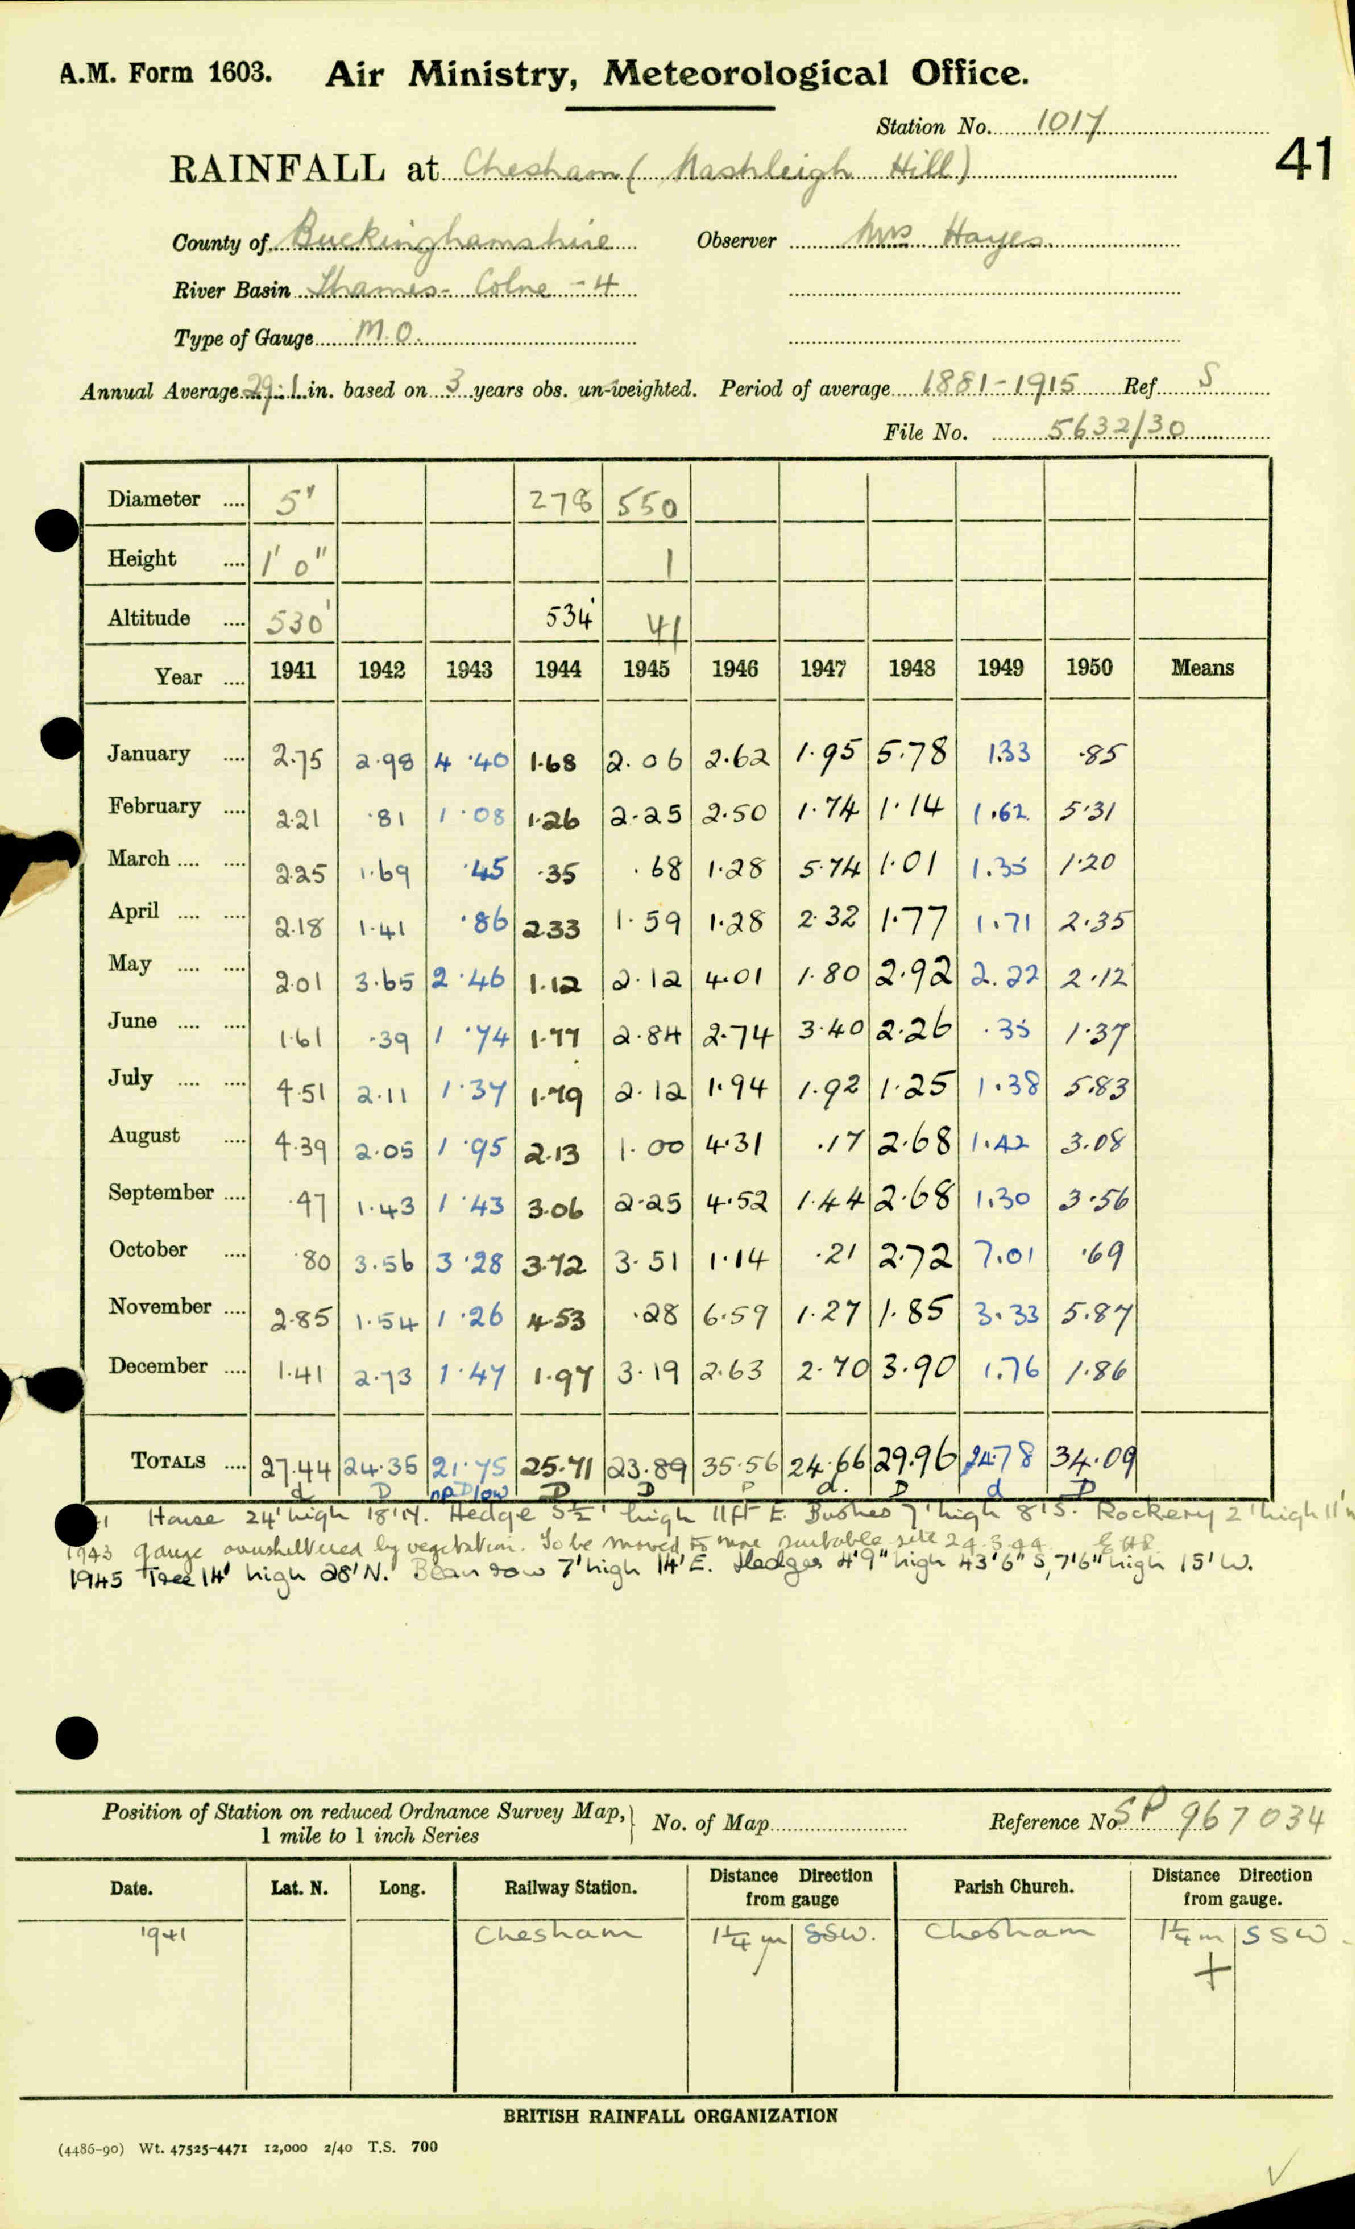 A.M. Form 1603. Air Ministry, Meteorological Office.
Station No. 1017
41
RAINFALL at Chesham (Nashleigh Hill)
County of Buckinghamshire Observer Mrs Hayes
River Basin Thames - Colne - 4
Type of Gauge M.O.
Annual Average 29.1 in. based on 3 years obs. un-weighted. Period of average 1881-1915 Ref S
File No. 5632/30
Diameter .... 5" 278 550
Height .... 1' 0" 1
Altitude .... 530' 534' 41
Year .... 1941 1942 1943 1944 1945 1946 1947 1948 1949 1950 Means
January .... 2.75 2.98 4.40 1.68 2.06 2.62 1.95 5.78 1.33 .85
February .... 2.21 .81 1.08 1.26 2.25 2.50 1.74 1.14 1.62 5.31
March .... .... 2.25 1.69 .45 .35 .68 1.28 5.74 1.01 1.35 1.20
April .... .... 2.18 1.41 .86 2.33 1.59 1.28 2.32 1.77 1.71 2.35
May .... .... 2.01 3.65 2.46 1.12 2.12 4.01 1.80 2.92 2.22 2.12
June .... .... 1.61 .39 1.74 1.77 2.84 2.74 3.40 2.26 .35 1.37
July .... .... 4.51 2.11 1.37 1.79 2.12 1.94 1.92 1.25 1.38 5.83
August .... 4.39 2.05 1.95 2.13 1.00 4.31 .17 2.68 1.42 3.08
September .... .47 1.43 1.43 3.06 2.25 4.52 1.44 2.68 1.30 3.56
October .... .80 3.56 3.28 3.72 3.51 1.14 .21 2.72 7.01 .69
November .... 2.85 1.54 1.26 4.53 .28 6.59 1.27 1.85 3.33 5.87
December .... 1.41 2.73 1.47 1.97 3.19 2.63 2.70 3.90 1.76 1.86
TOTALS .... 27.44 24.35 21.75 25.71 23.89 35.56 24.66 29.96 24.78 34.09
d D npD low D D P d. D d D
House 24' high 18' N. Hedge 5½' high 11ft E. Bushes 7' high 8' S. Rockery 2' high 11'
1943 gauge oversheltered by vegetation. To be moved to more suitable site 24.3.44
1945 Tree 14' high 28' N. Bean row 7' high 14' E. Hedges 4'9" high 43'6" S, 7'6" high 15' W.
Position of Station on reduced Ordnance Survey Map, 1 mile to 1 inch Series No. of Map Reference No SP 967034
Date. Lat. N. Long. Railway Station. Distance Direction from gauge Parish Church. Distance Direction from gauge.
1941 Chesham 1¼ m SSW. Chesham 1¼ m SSW.
+
BRITISH RAINFALL ORGANIZATION
(4486-90) Wt. 47525-4471 12,000 2/40 T.S. 700